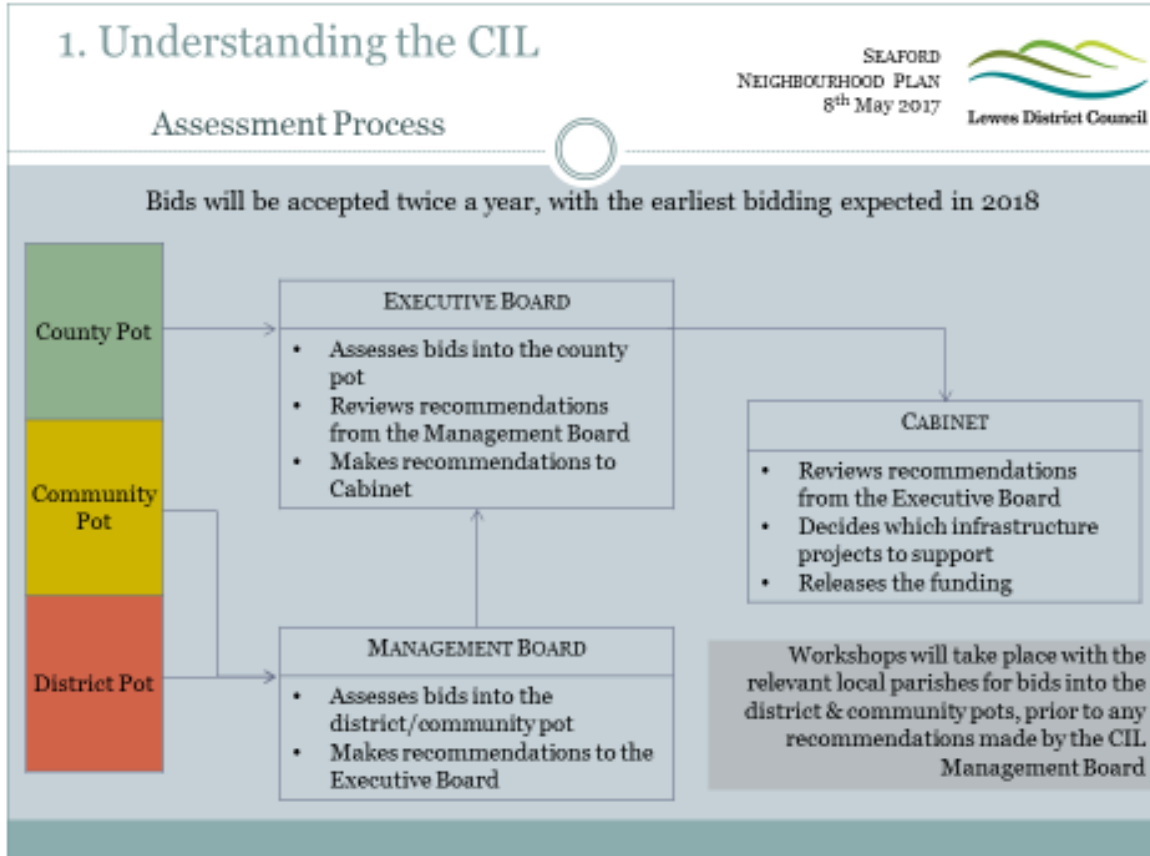 1. Understanding the CIL
Assessment Process
SEAFORD
NEIGHBOURHOOD PLAN
8th May 2017
Lewes District Council
Bids will be accepted twice a year, with the earliest bidding expected in 2018
County Pot
Community
Pot
District Pot
EXECUTIVE BOARD
• Assesses bids into the county
pot
• Reviews recommendations
from the Management Board
• Makes recommendations to
Cabinet
MANAGEMENT BOARD
• Assesses bids into the
district/community pot
• Makes recommendations to the
Executive Board
CABINET
• Reviews recommendations
from the Executive Board
• Decides which infrastructure
projects to support
• Releases the funding
Workshops will take place with the
relevant local parishes for bids into the
district & community pots, prior to any
recommendations made by the CIL
Management Board